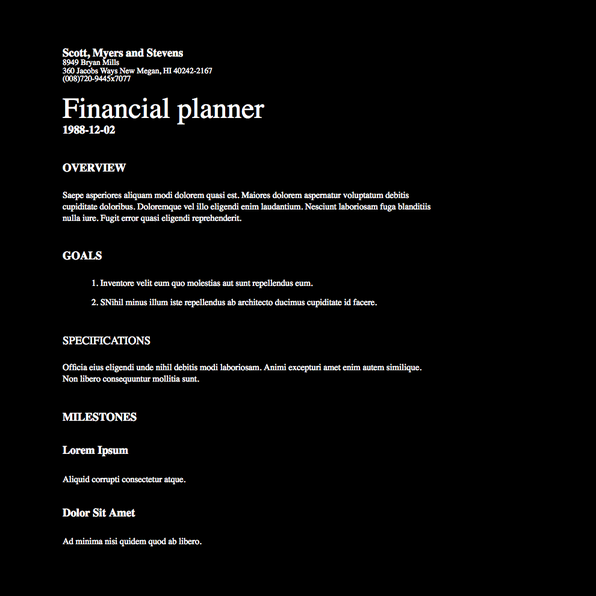 Scott, Myers and Stevens
8949 Bryan Mills
360 Jacobs Ways New Megan, HI 40242-2167
(008)720-9445x7077
Financial planner
1988-12-02
OVERVIEW
Saepe asperiores aliquam modi dolorem quasi est. Maiores dolorem aspernatur voluptatum debitis
cupiditate doloribus. Doloremque vel illo eligendi enim laudantium. Nesciunt laboriosam fuga blanditiis
nulla iure. Fugit error quasi eligendi reprehenderit.
GOALS
1. Inventore velit eum quo molestias aut sunt repellendus eum.
2. SNihil minus illum iste repellendus ab architecto ducimus cupiditate id facere.
SPECIFICATIONS
Officia eius eligendi unde nihil debitis modi laboriosam. Animi excepturi amet enim autem similique.
Non libero consequuntur mollitia sunt.
MILESTONES
Lorem Ipsum
Aliquid corrupti consectetur atque.
Dolor Sit Amet
Ad minima nisi quidem quod ab libero.